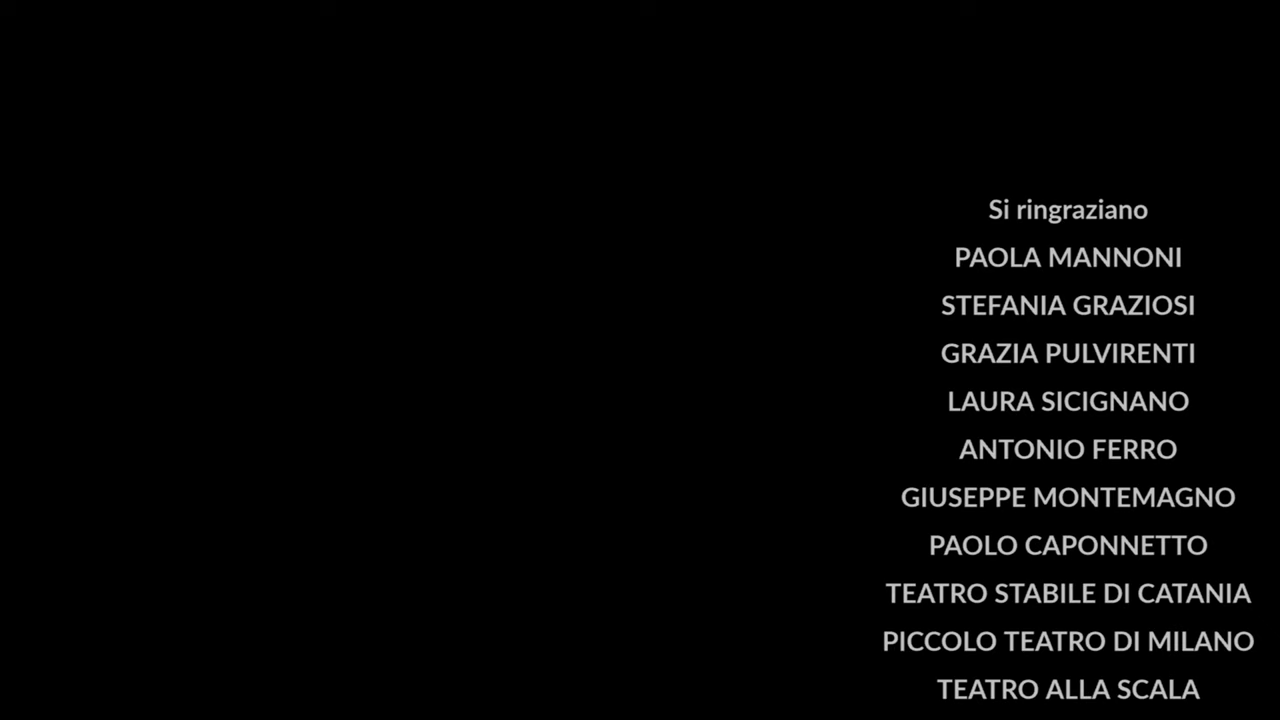 Si ringraziano
PAOLA MANNONI
STEFANIA GRAZIOSI
GRAZIA PULVIRENTI
LAURA SICIGNANO
ANTONIO FERRO
GIUSEPPE MONTEMAGNO
PAOLO CAPONNETTO
TEATRO STABILE DI CATANIA
PICCOLO TEATRO DI MILANO
TEATRO ALLA SCALA